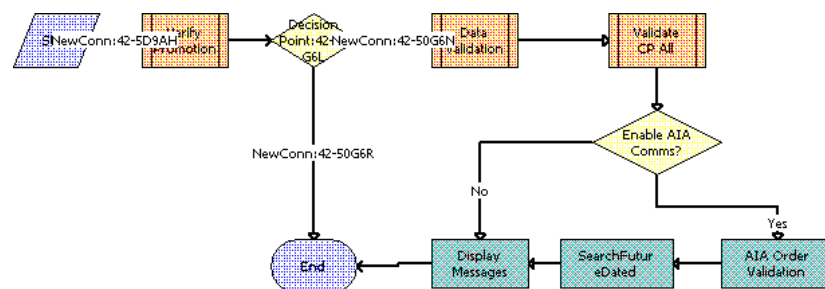 NewConn:42-5D9AH
Verify
Promotion
Decision
Point:42-
G6L
NewConn:42-50G6N
Data
Validation
Validate
CP All
Enable AIA
Comms?
NewConn:42-50G6R
No
Yes
End
Display
Messages
SearchFutur
eDated
AIA Order
Validation